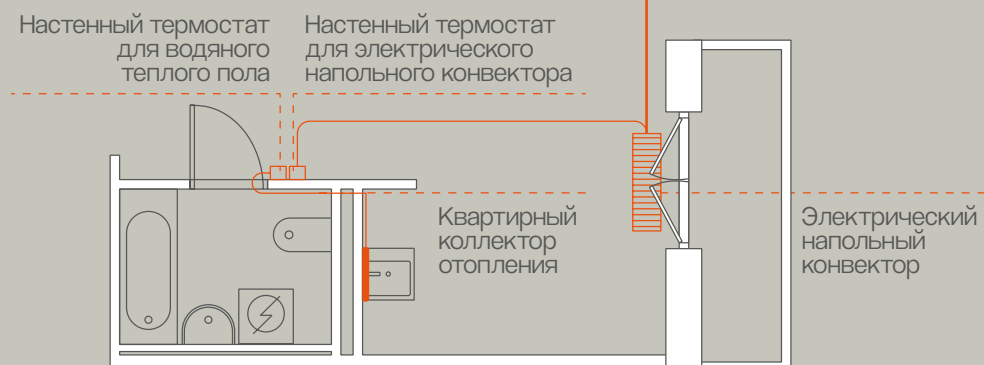 Настенный термостат
для водяного
теплого пола
Настенный термостат
для электрического
напольного конвектора
Квартирный
коллектор
отопления
Электрический
напольный
конвектор